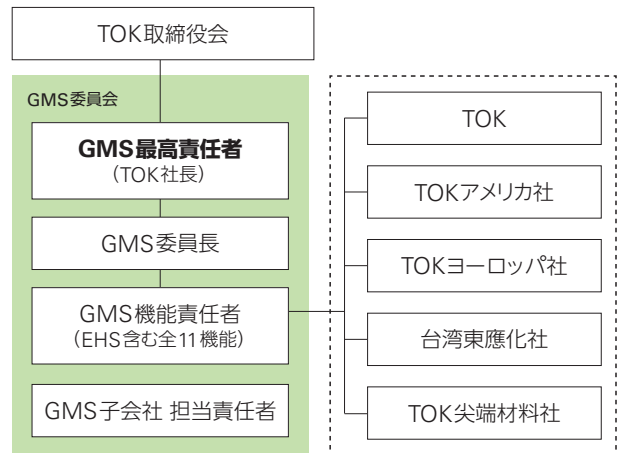 TOK取締役会
GMS委員会
GMS最高責任者
（TOK社長）
GMS委員長
GMS機能責任者
（EHS含む全11機能）
GMS子会社 担当責任者
TOK
TOKアメリカ社
TOKヨーロッパ社
台湾東應化社
TOK尖端材料社